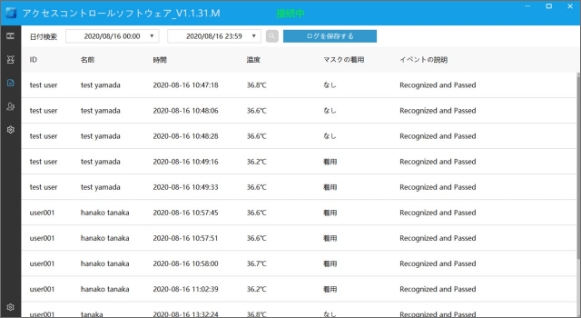 アクセスコントロールソフトウェア_V1.1.31.M 接続中
日付検索 2020/08/16 00:00 2020/08/16 23:59 ログを保存する
ID 名前 時間 温度 マスクの着用 イベントの説明
test user test yamada 2020-08-16 10:47:18 36.8℃ なし Recognized and Passed
test user test yamada 2020-08-16 10:48:06 36.6℃ なし Recognized and Passed
test user test yamada 2020-08-16 10:48:28 36.6℃ なし Recognized and Passed
test user test yamada 2020-08-16 10:49:16 36.2℃ 着用 Recognized and Passed
test user test yamada 2020-08-16 10:49:33 36.6℃ 着用 Recognized and Passed
user001 hanako tanaka 2020-08-16 10:57:45 36.6℃ 着用 Recognized and Passed
user001 hanako tanaka 2020-08-16 10:57:51 36.6℃ 着用 Recognized and Passed
user001 hanako tanaka 2020-08-16 10:58:00 36.7℃ 着用 Recognized and Passed
user001 hanako tanaka 2020-08-16 11:02:39 36.2℃ 着用 Recognized and Passed
user001 tanaka 2020-08-16 13:32:24 36.8℃ なし Recognized and Passed